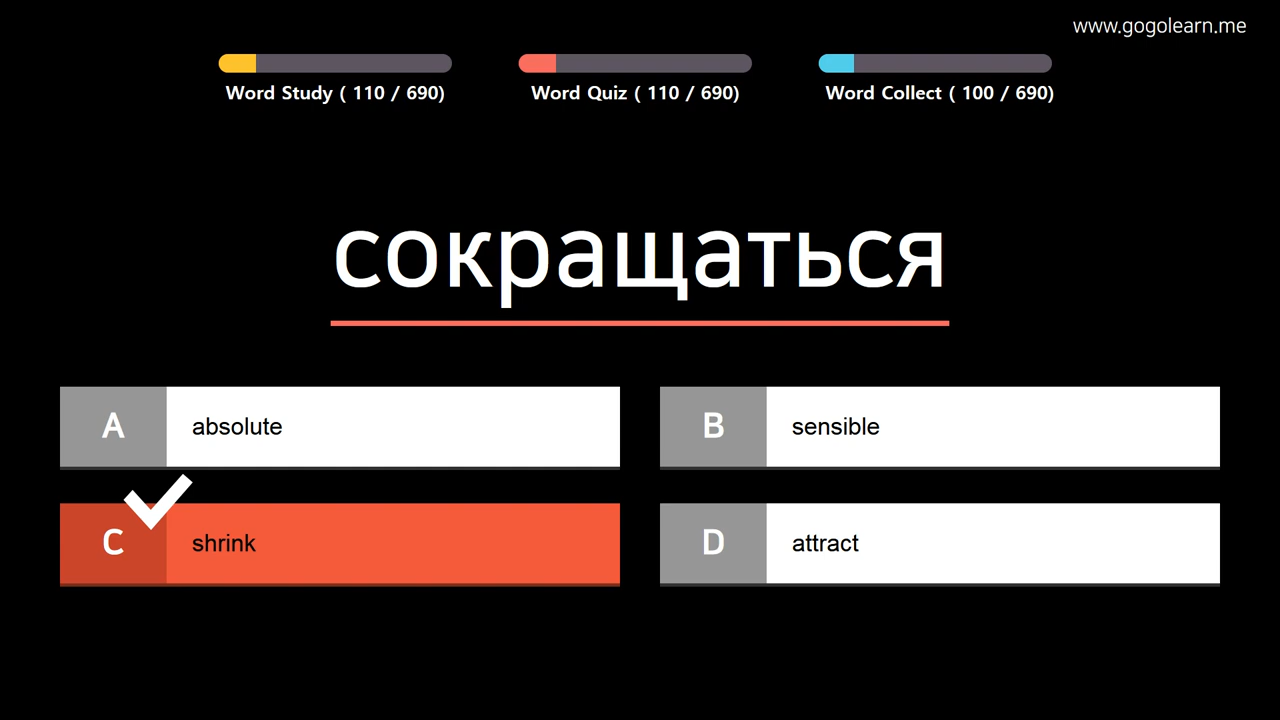 www.gogolearn.me
Word Study ( 110 / 690)
Word Quiz ( 110 / 690)
Word Collect ( 100 / 690)
сокращаться
A absolute
B sensible
C shrink
D attract